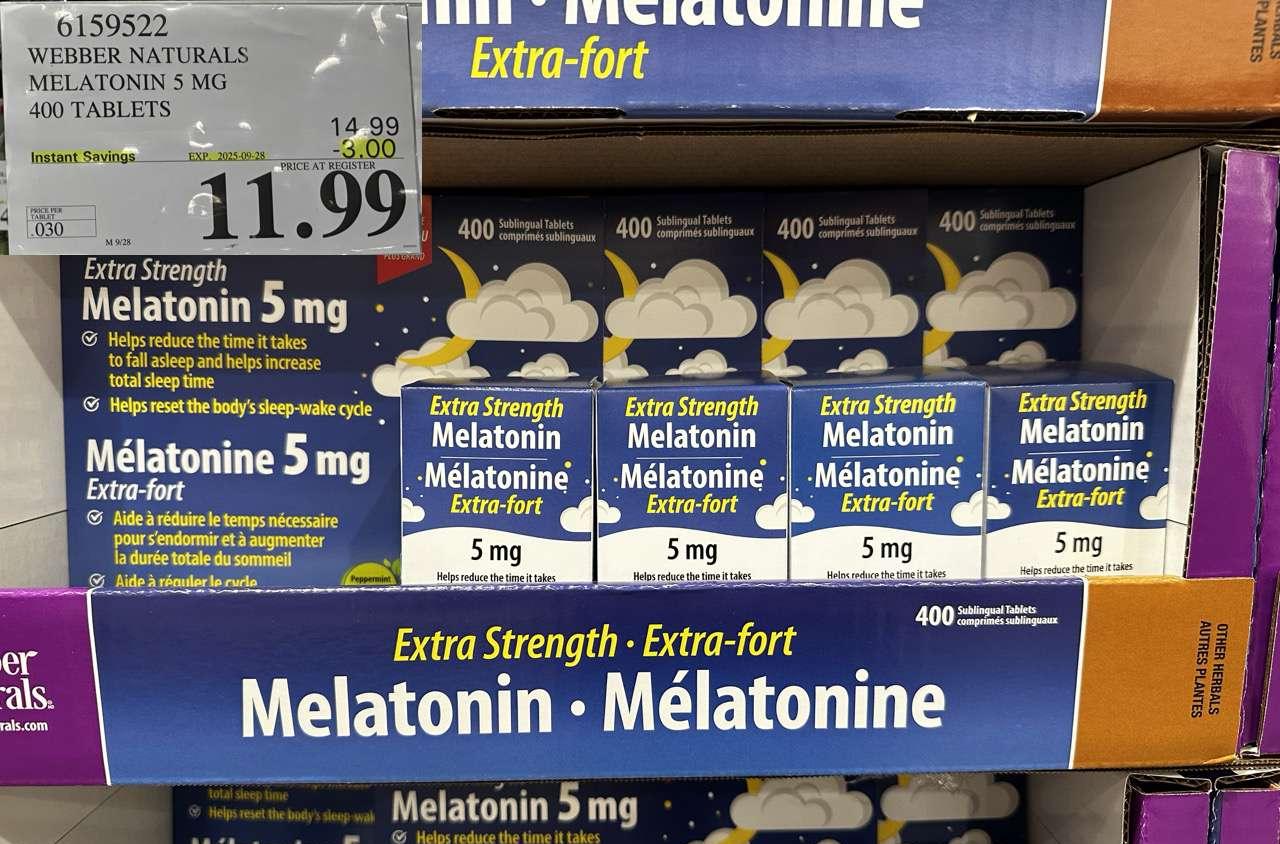 6159522
WEBBER NATURALS
MELATONIN 5 MG
400 TABLETS
14.99
Instant Savings EXP. 2025-09-28 -3.00
PRICE AT REGISTER
11.99
PRICE PER
TABLET
.030
M 9/28
Melatonine
Extra-fort
PLANTES
PLUS GRAND
400 Sublingual Tablets
comprimés sublinguaux
400 Sublingual Tablets
comprimés sublinguaux
400 Sublingual Tablets
comprimés sublinguaux
400 Sublingual Tablets
comprimés sublinguaux
Extra Strength
Melatonin 5 mg
Helps reduce the time it takes
to fall asleep and helps increase
total sleep time
Helps reset the body's sleep-wake cycle
Mélatonine 5 mg
Extra-fort
Aide à réduire le temps nécessaire
pour s'endormir et à augmenter
la durée totale du sommeil
Aide à réguler le cycle
Peppermint
Extra Strength
Melatonin
Mélatonine
Extra-fort
5 mg
Helps reduce the time it takes
Extra Strength
Melatonin
Mélatonine
Extra-fort
5 mg
Helps reduce the time it takes
Extra Strength
Melatonin
Mélatonine
Extra-fort
5 mg
Helps reduce the time it takes
Extra Strength
Melatonin
Mélatonine
Extra-fort
5 mg
Helps reduce the time it takes
400 Sublingual Tablets
comprimés sublinguaux
Extra Strength · Extra-fort
Melatonin · Mélatonine
OTHER HERBALS
AUTRES PLANTES
er
rals.
rals.com
total sleep time
Helps reset the body's sleep-wak
Melatonin 5 mg
Helps reduce the time it takes